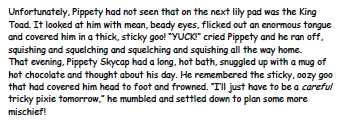 Unfortunately, Pippety had not seen that on the next lily pad was the King
Toad. It looked at him with mean, beady eyes, flicked out an enormous tongue
and covered him in a thick, sticky goo! "YUCK!" cried Pippety and he ran off,
squishing and squelching and squelching and squishing all the way home.
That evening, Pippety Skycap had a long, hot bath, snuggled up with a mug of
hot chocolate and thought about his day. He remembered the sticky, oozy goo
that had covered him head to foot and frowned. "I'll just have to be a careful
tricky pixie tomorrow," he mumbled and settled down to plan some more
mischief!